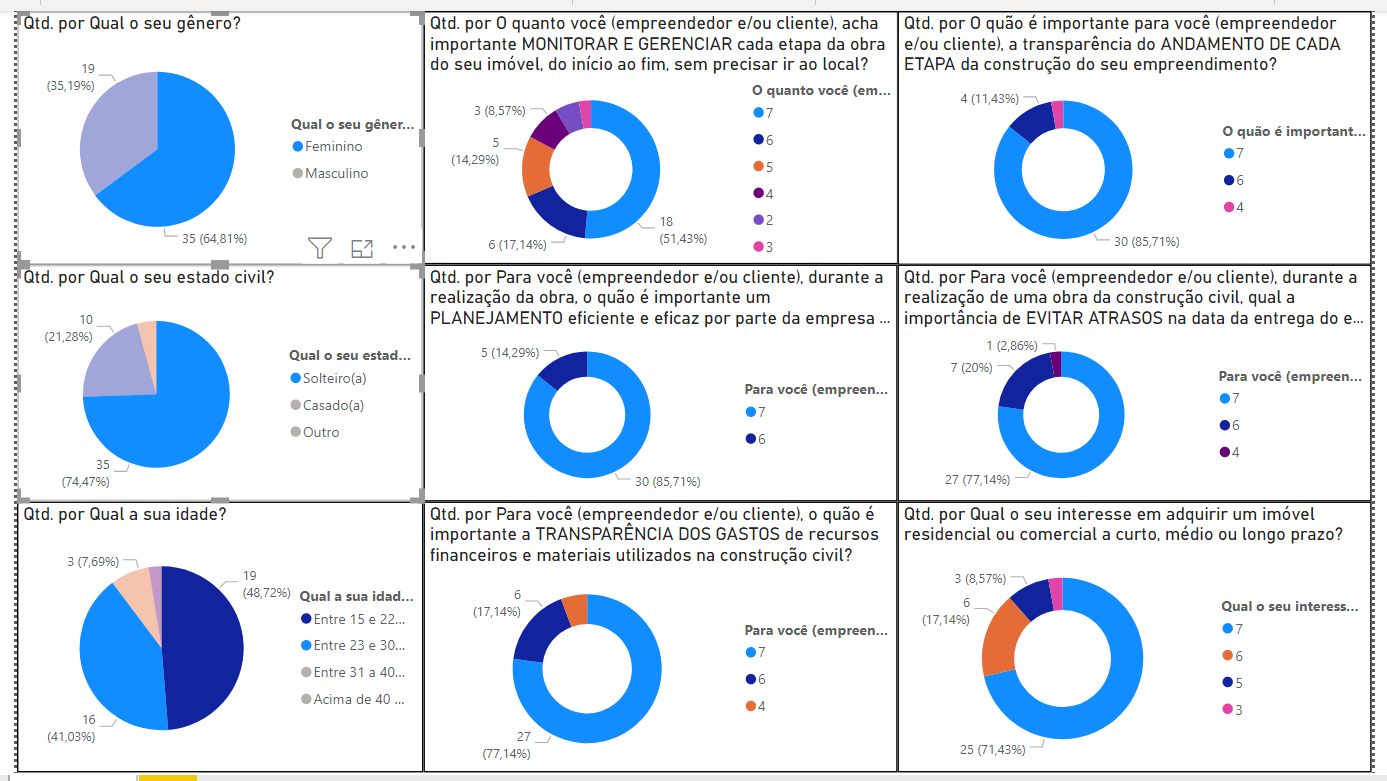 Qtd. por Qual o seu gênero?
19
(35,19%)
35 (64,81%)
Qual o seu gêner...
Feminino
Masculino
Qtd. por O quanto você (empreendedor e/ou cliente), acha
importante MONITORAR E GERENCIAR cada etapa da obra
do seu imóvel, do início ao fim, sem precisar ir ao local?
3 (8,57%)
5
(14,29%)
6 (17,14%)
18
(51,43%)
O quanto você (em...
7
6
5
4
2
3
Qtd. por O quão é importante para você (empreendedor
e/ou cliente), a transparência do ANDAMENTO DE CADA
ETAPA da construção do seu empreendimento?
4 (11,43%)
30 (85,71%)
O quão é important...
7
6
4
Qtd. por Qual o seu estado civil?
10
(21,28%)
35
(74,47%)
Qual o seu estad...
Solteiro(a)
Casado(a)
Outro
Qtd. por Para você (empreendedor e/ou cliente), durante a
realização da obra, o quão é importante um
PLANEJAMENTO eficiente e eficaz por parte da empresa ...
5 (14,29%)
30 (85,71%)
Para você (empreen...
7
6
Qtd. por Para você (empreendedor e/ou cliente), durante a
realização de uma obra da construção civil, qual a
importância de EVITAR ATRASOS na data da entrega do e...
1 (2,86%)
7 (20%)
27 (77,14%)
Para você (empreen...
7
6
4
Qtd. por Qual a sua idade?
3 (7,69%)
19
(48,72%)
16
(41,03%)
Qual a sua idad...
Entre 15 e 22...
Entre 23 e 30...
Entre 31 a 40...
Acima de 40 ...
Qtd. por Para você (empreendedor e/ou cliente), o quão é
importante a TRANSPARÊNCIA DOS GASTOS de recursos
financeiros e materiais utilizados na construção civil?
6
(17,14%)
27
(77,14%)
Para você (empreen...
7
6
4
Qtd. por Qual o seu interesse em adquirir um imóvel
residencial ou comercial a curto, médio ou longo prazo?
3 (8,57%)
6
(17,14%)
25 (71,43%)
Qual o seu interess...
7
6
5
3